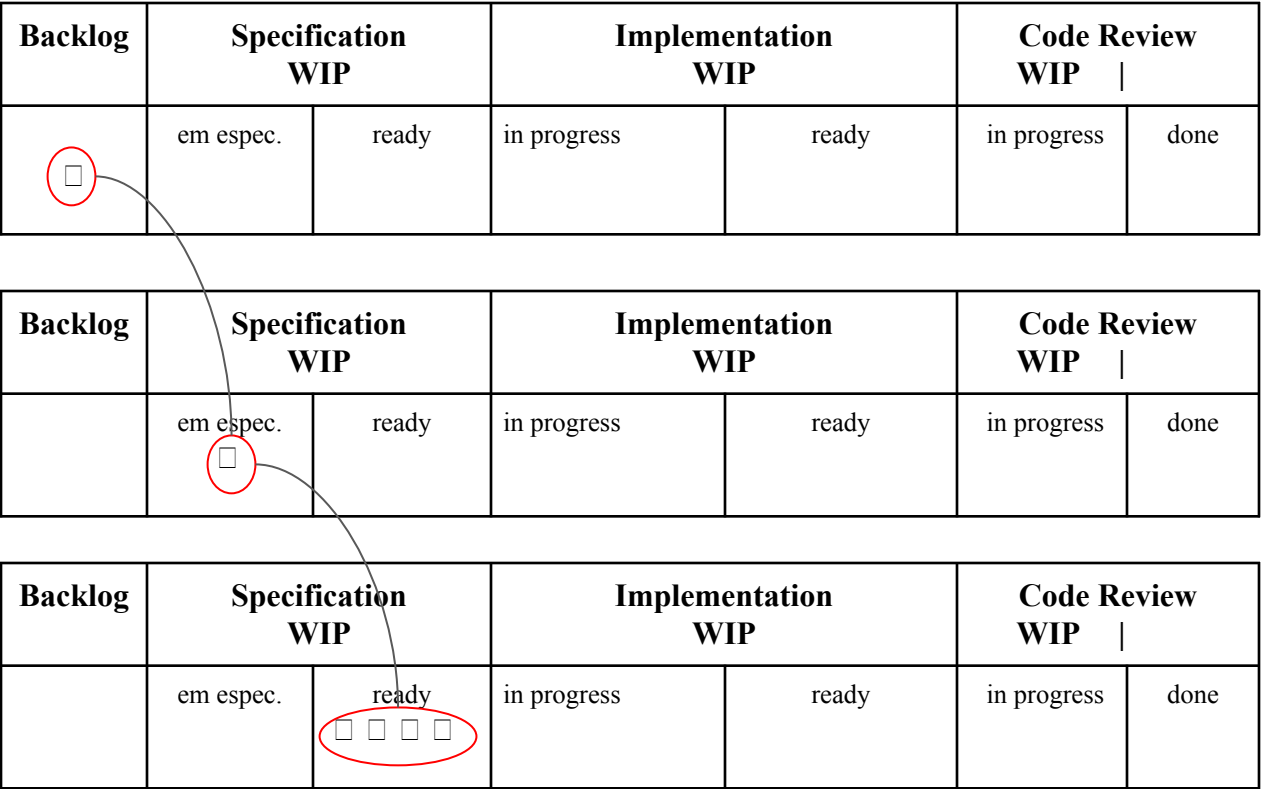 Backlog Specification Implementation Code Review
WIP WIP WIP |
em espec. ready in progress ready in progress done
□
Backlog Specification Implementation Code Review
WIP WIP WIP |
em espec. ready in progress ready in progress done
□
Backlog Specification Implementation Code Review
WIP WIP WIP |
em espec. ready in progress ready in progress done
□ □ □ □